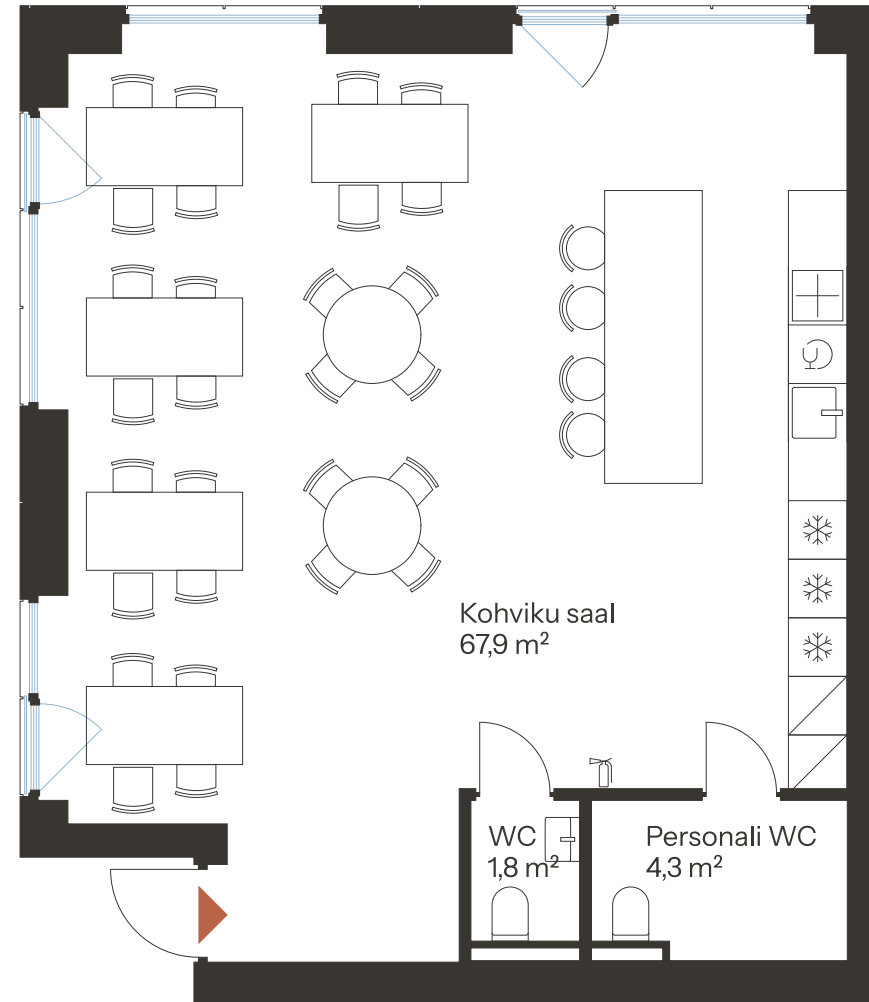 Kohviku saal
67,9 m²
WC
1,8 m²
Personali WC
4,3 m²